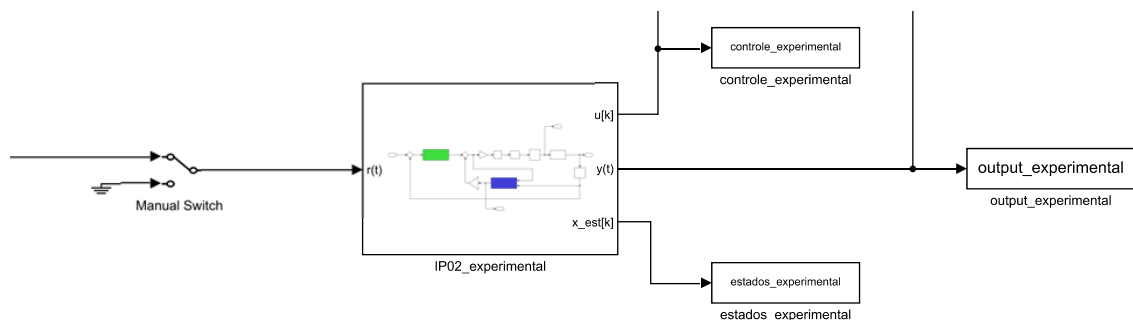 controle_experimental
controle_experimental
u[k]
r(t)
y(t)
output_experimental
output_experimental
Manual Switch
x_est[k]
IP02_experimental
estados_experimental
estados_experimental